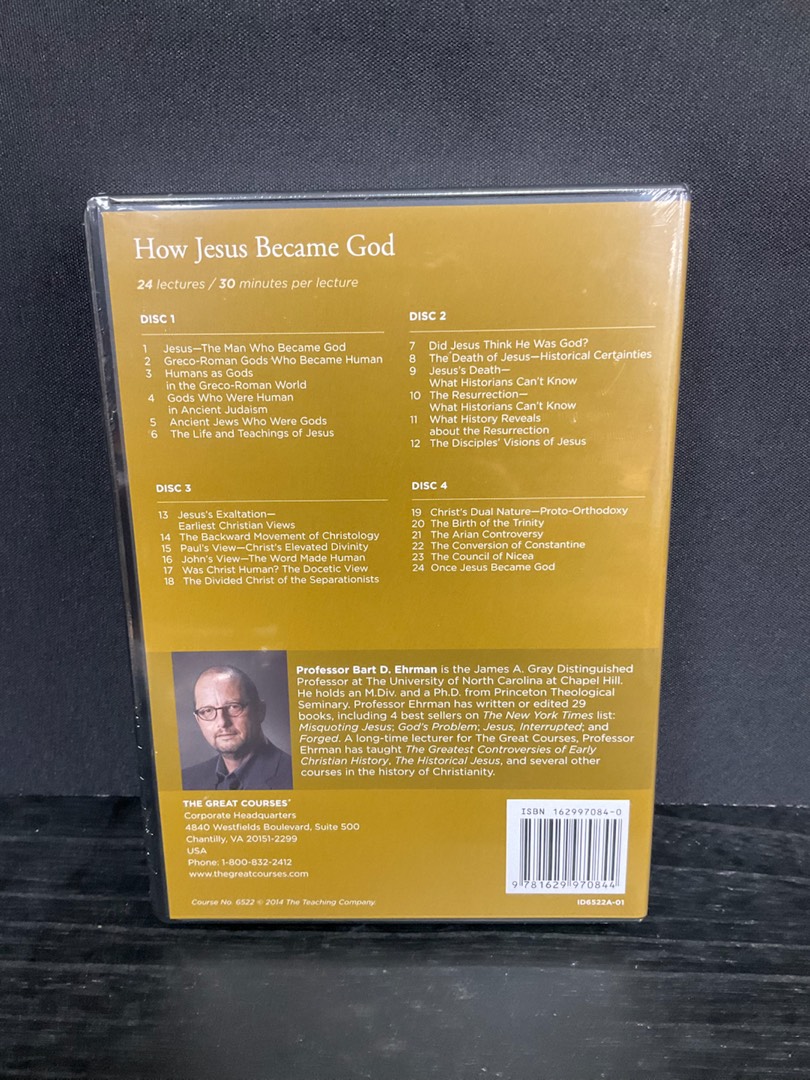 How Jesus Became God
24 lectures / 30 minutes per lecture
DISC 1
1 Jesus—The Man Who Became God
2 Greco-Roman Gods Who Became Human
3 Humans as Gods
in the Greco-Roman World
4 Gods Who Were Human
in Ancient Judaism
5 Ancient Jews Who Were Gods
6 The Life and Teachings of Jesus
DISC 2
7 Did Jesus Think He Was God?
8 The Death of Jesus—Historical Certainties
9 Jesus's Death—
What Historians Can't Know
10 The Resurrection—
What Historians Can't Know
11 What History Reveals
about the Resurrection
12 The Disciples' Visions of Jesus
DISC 3
13 Jesus's Exaltation—
Earliest Christian Views
14 The Backward Movement of Christology
15 Paul's View—Christ's Elevated Divinity
16 John's View—The Word Made Human
17 Was Christ Human? The Docetic View
18 The Divided Christ of the Separationists
DISC 4
19 Christ's Dual Nature—Proto-Orthodoxy
20 The Birth of the Trinity
21 The Arian Controversy
22 The Conversion of Constantine
23 The Council of Nicea
24 Once Jesus Became God
Professor Bart D. Ehrman is the James A. Gray Distinguished
Professor at The University of North Carolina at Chapel Hill.
He holds an M.Div. and a Ph.D. from Princeton Theological
Seminary. Professor Ehrman has written or edited 29
books, including 4 best sellers on The New York Times list:
Misquoting Jesus; God's Problem; Jesus, Interrupted; and
Forged. A long-time lecturer for The Great Courses, Professor
Ehrman has taught The Greatest Controversies of Early
Christian History, The Historical Jesus, and several other
courses in the history of Christianity.
THE GREAT COURSES®
Corporate Headquarters
4840 Westfields Boulevard, Suite 500
Chantilly, VA 20151-2299
USA
Phone: 1-800-832-2412
www.thegreatcourses.com
Course No. 6522 © 2014 The Teaching Company.
ISBN 162997084-0
9 781629 970844
ID6522A-01